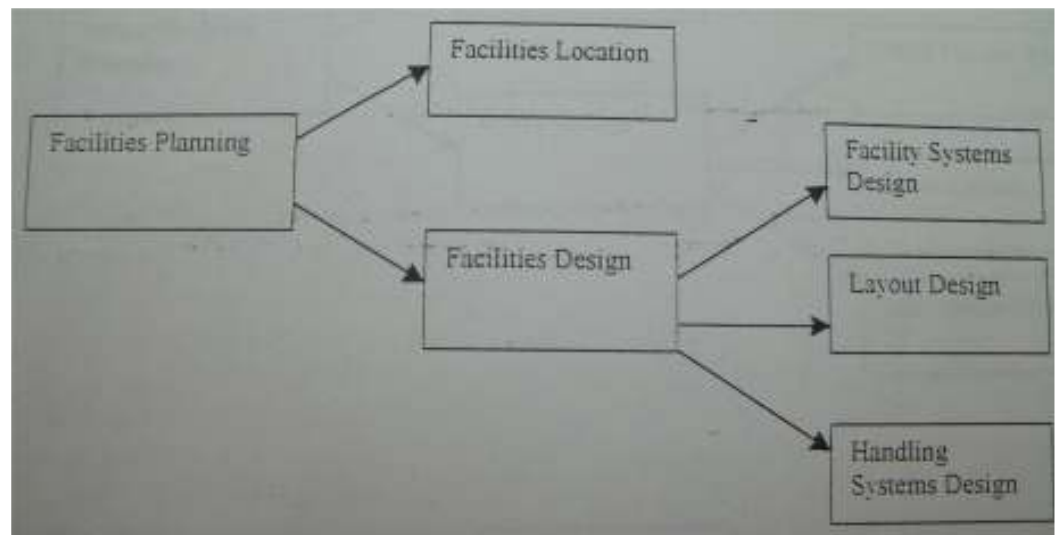 Facilities Location
Facilities Planning
Facility Systems
Design
Facilities Design
Layout Design
Handling
Systems Design